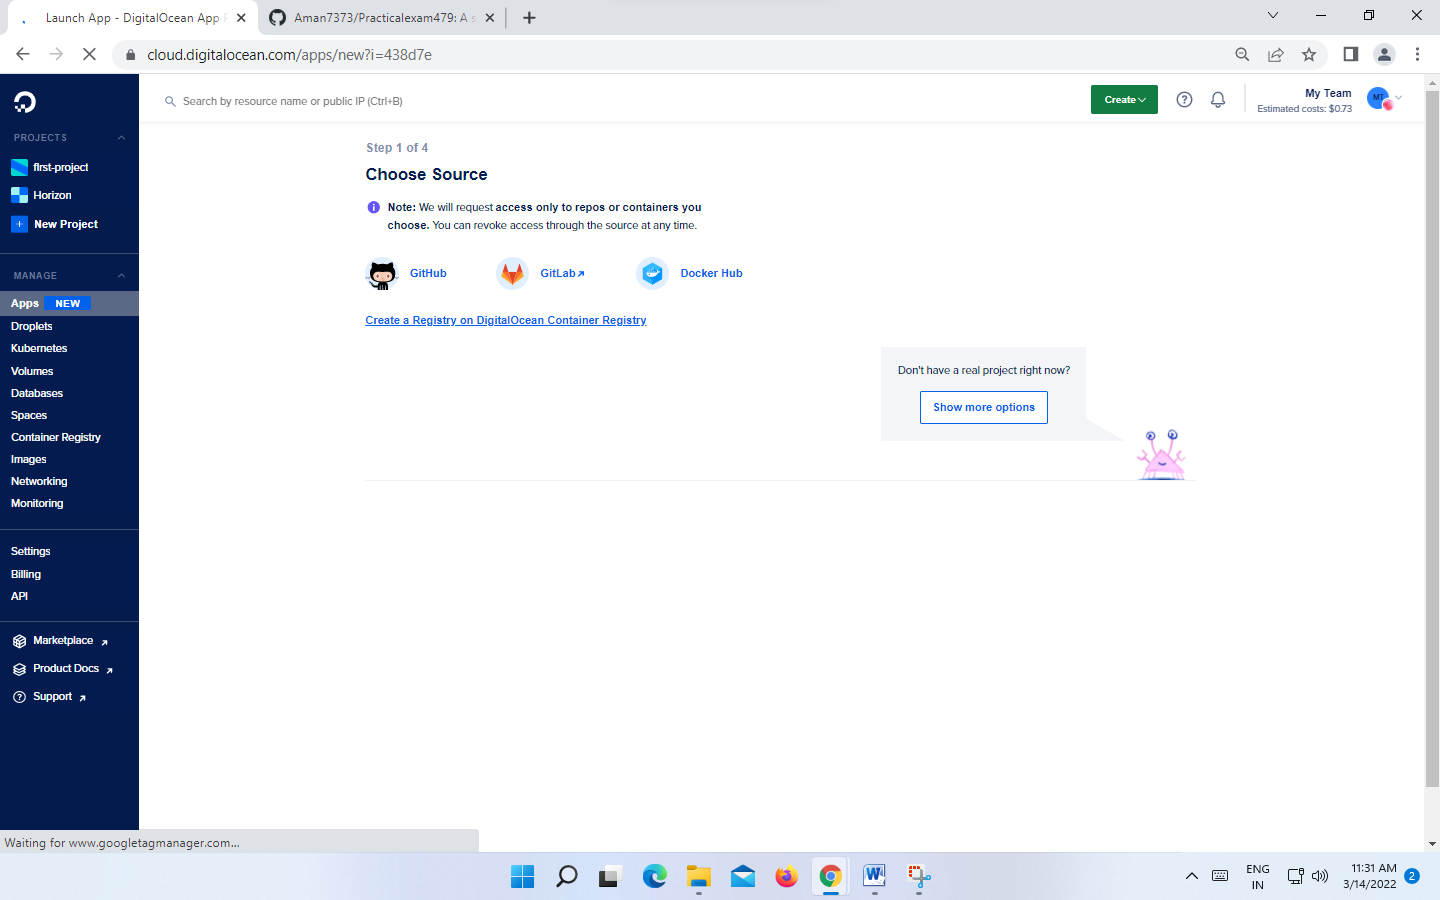 Launch App - DigitalOcean App P
Aman7373/Practicalexam479: A s
cloud.digitalocean.com/apps/new?i=438d7e
Search by resource name or public IP (Ctrl+B)
Create
My Team
Estimated costs: $0.73
MT
PROJECTS
first-project
Horizon
New Project
MANAGE
Apps NEW
Droplets
Kubernetes
Volumes
Databases
Spaces
Container Registry
Images
Networking
Monitoring
Settings
Billing
API
Marketplace
Product Docs
Support
Step 1 of 4
Choose Source
Note: We will request access only to repos or containers you
choose. You can revoke access through the source at any time.
GitHub
GitLab
Docker Hub
Create a Registry on DigitalOcean Container Registry
Don't have a real project right now?
Show more options
Waiting for www.googletagmanager.com...
ENG
IN
11:31 AM
3/14/2022
2